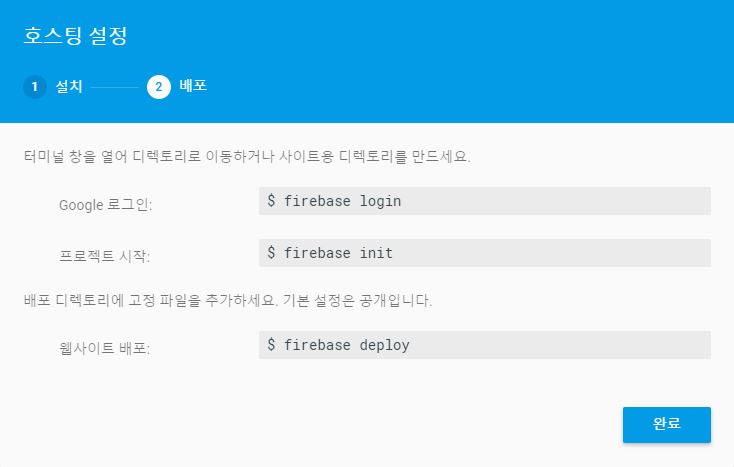 호스팅 설정
1 설치 2 배포
터미널 창을 열어 디렉토리로 이동하거나 사이트용 디렉토리를 만드세요.
Google 로그인: $ firebase login
프로젝트 시작: $ firebase init
배포 디렉토리에 고정 파일을 추가하세요. 기본 설정은 공개입니다.
웹사이트 배포: $ firebase deploy
완료